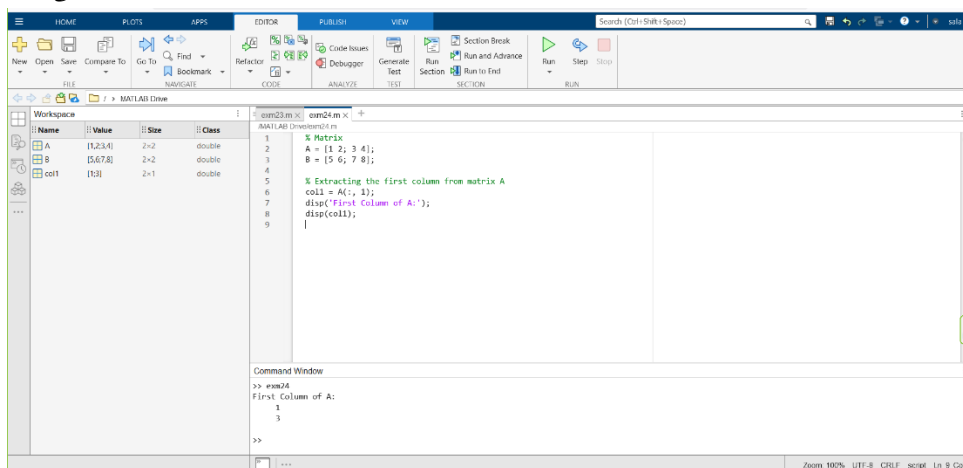 HOME PLOTS APPS EDITOR PUBLISH VIEW Search (Ctrl+Shift+Space) sala
New Open Save Compare To Go To Find Bookmark Refactor Code Issues Debugger Generate Test Run Section Section Break Run and Advance Run to End Run Step Stop
FILE NAVIGATE CODE ANALYZE TEST SECTION RUN
/ > MATLAB Drive
Workspace
Name Value Size Class
A [1,2;3,4] 2×2 double
B [5,6;7,8] 2×2 double
col1 [1;3] 2×1 double
exm23.m × exm24.m × +
/MATLAB Drive/exm24.m
1 % Matrix
2 A = [1 2; 3 4];
3 B = [5 6; 7 8];
4
5 % Extracting the first column from matrix A
6 col1 = A(:, 1);
7 disp('First Column of A:');
8 disp(col1);
9
Command Window
>> exm24
First Column of A:
1
3
>>
Zoom: 100% UTF-8 CRLF script Ln 9 Co